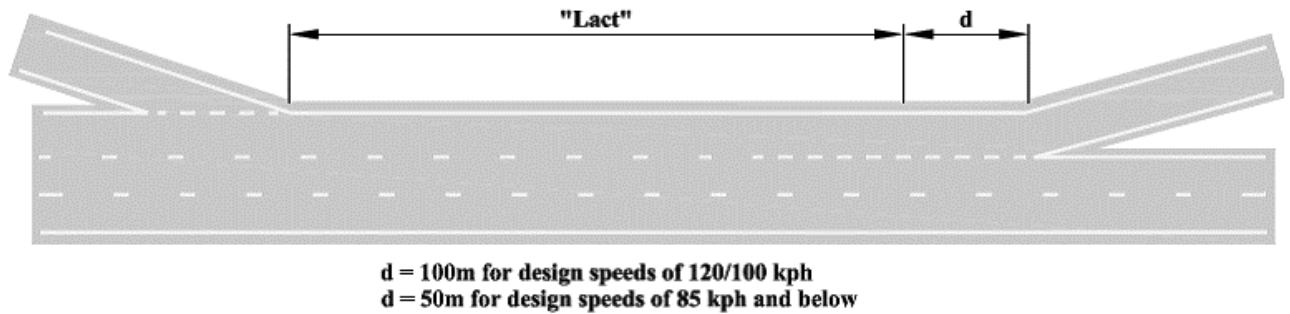 "Lact"
d
d = 100m for design speeds of 120/100 kph
d = 50m for design speeds of 85 kph and below